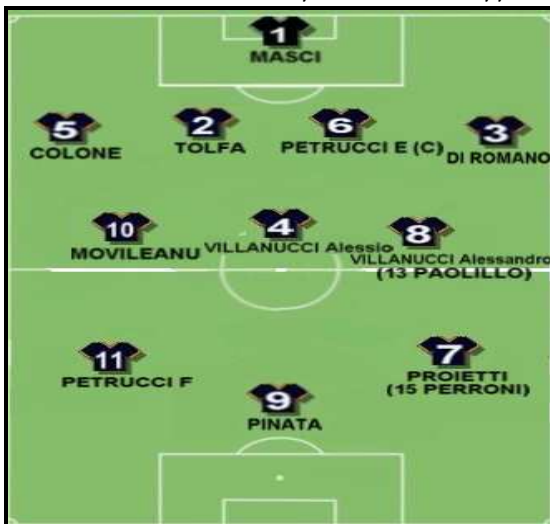 1
MASCI
5
COLONE
2
TOLFA
6
PETRUCCI E (C)
3
DI ROMANO
10
MOVILEANU
4
VILLANUCCI Alessio
8
VILLANUCCI Alessandro
(13 PAOLILLO)
11
PETRUCCI F
9
PINATA
7
PROIETTI
(15 PERRONI)